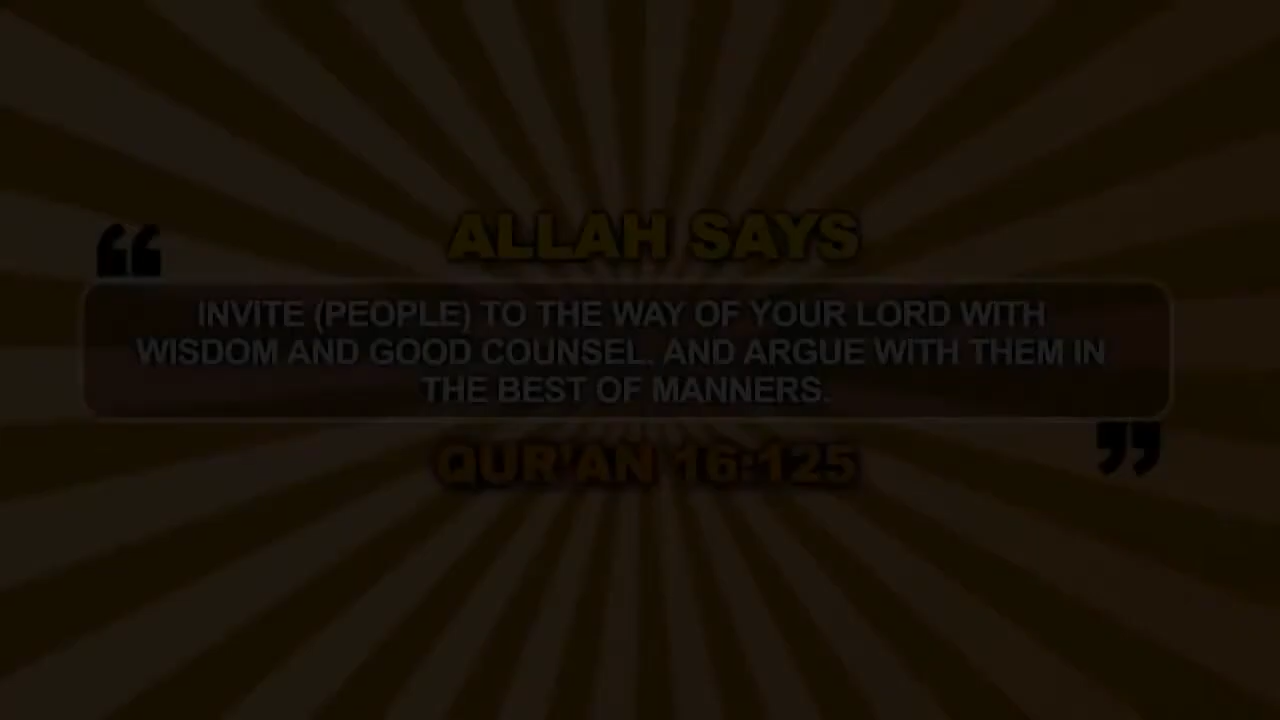 ALLAH SAYS
INVITE (PEOPLE) TO THE WAY OF YOUR LORD WITH
WISDOM AND GOOD COUNSEL. AND ARGUE WITH THEM IN
THE BEST OF MANNERS.
QUR'AN 16:125